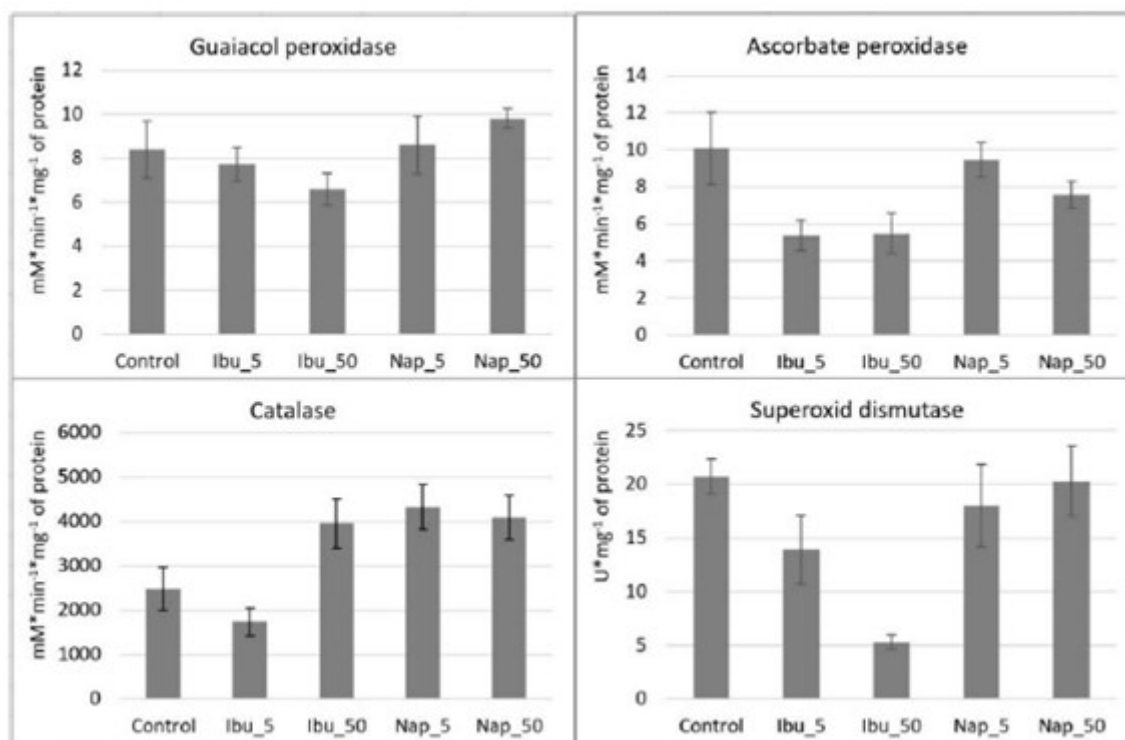 Guaiacol peroxidase
mM*min⁻¹*mg⁻¹ of protein
12
10
8
6
4
2
0
Control Ibu_5 Ibu_50 Nap_5 Nap_50
Ascorbate peroxidase
mM*min⁻¹*mg⁻¹ of protein
14
12
10
8
6
4
2
0
Control Ibu_5 Ibu_50 Nap_5 Nap_50
Catalase
mM*min⁻¹*mg⁻¹ of protein
6000
5000
4000
3000
2000
1000
0
Control Ibu_5 Ibu_50 Nap_5 Nap_50
Superoxid dismutase
U*mg⁻¹ of protein
25
20
15
10
5
0
Control Ibu_5 Ibu_50 Nap_5 Nap_50